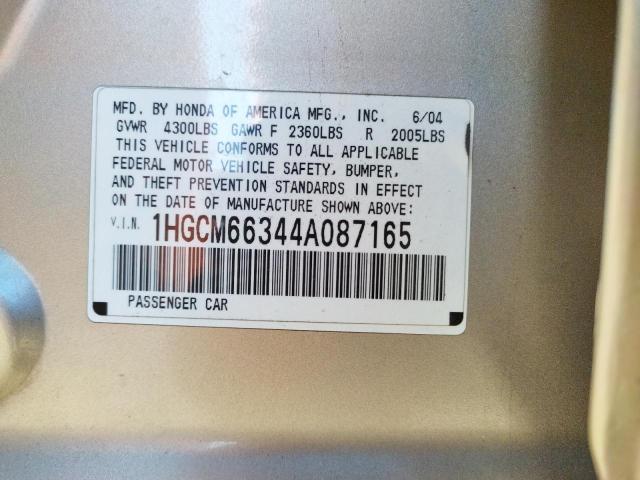 MFD. BY HONDA OF AMERICA MFG., INC. 6/04
GVWR 4300LBS GAWR F 2360LBS R 2005LBS
THIS VEHICLE CONFORMS TO ALL APPLICABLE
FEDERAL MOTOR VEHICLE SAFETY, BUMPER,
AND THEFT PREVENTION STANDARDS IN EFFECT
ON THE DATE OF MANUFACTURE SHOWN ABOVE:
V.I.N. 1HGCM66344A087165
PASSENGER CAR